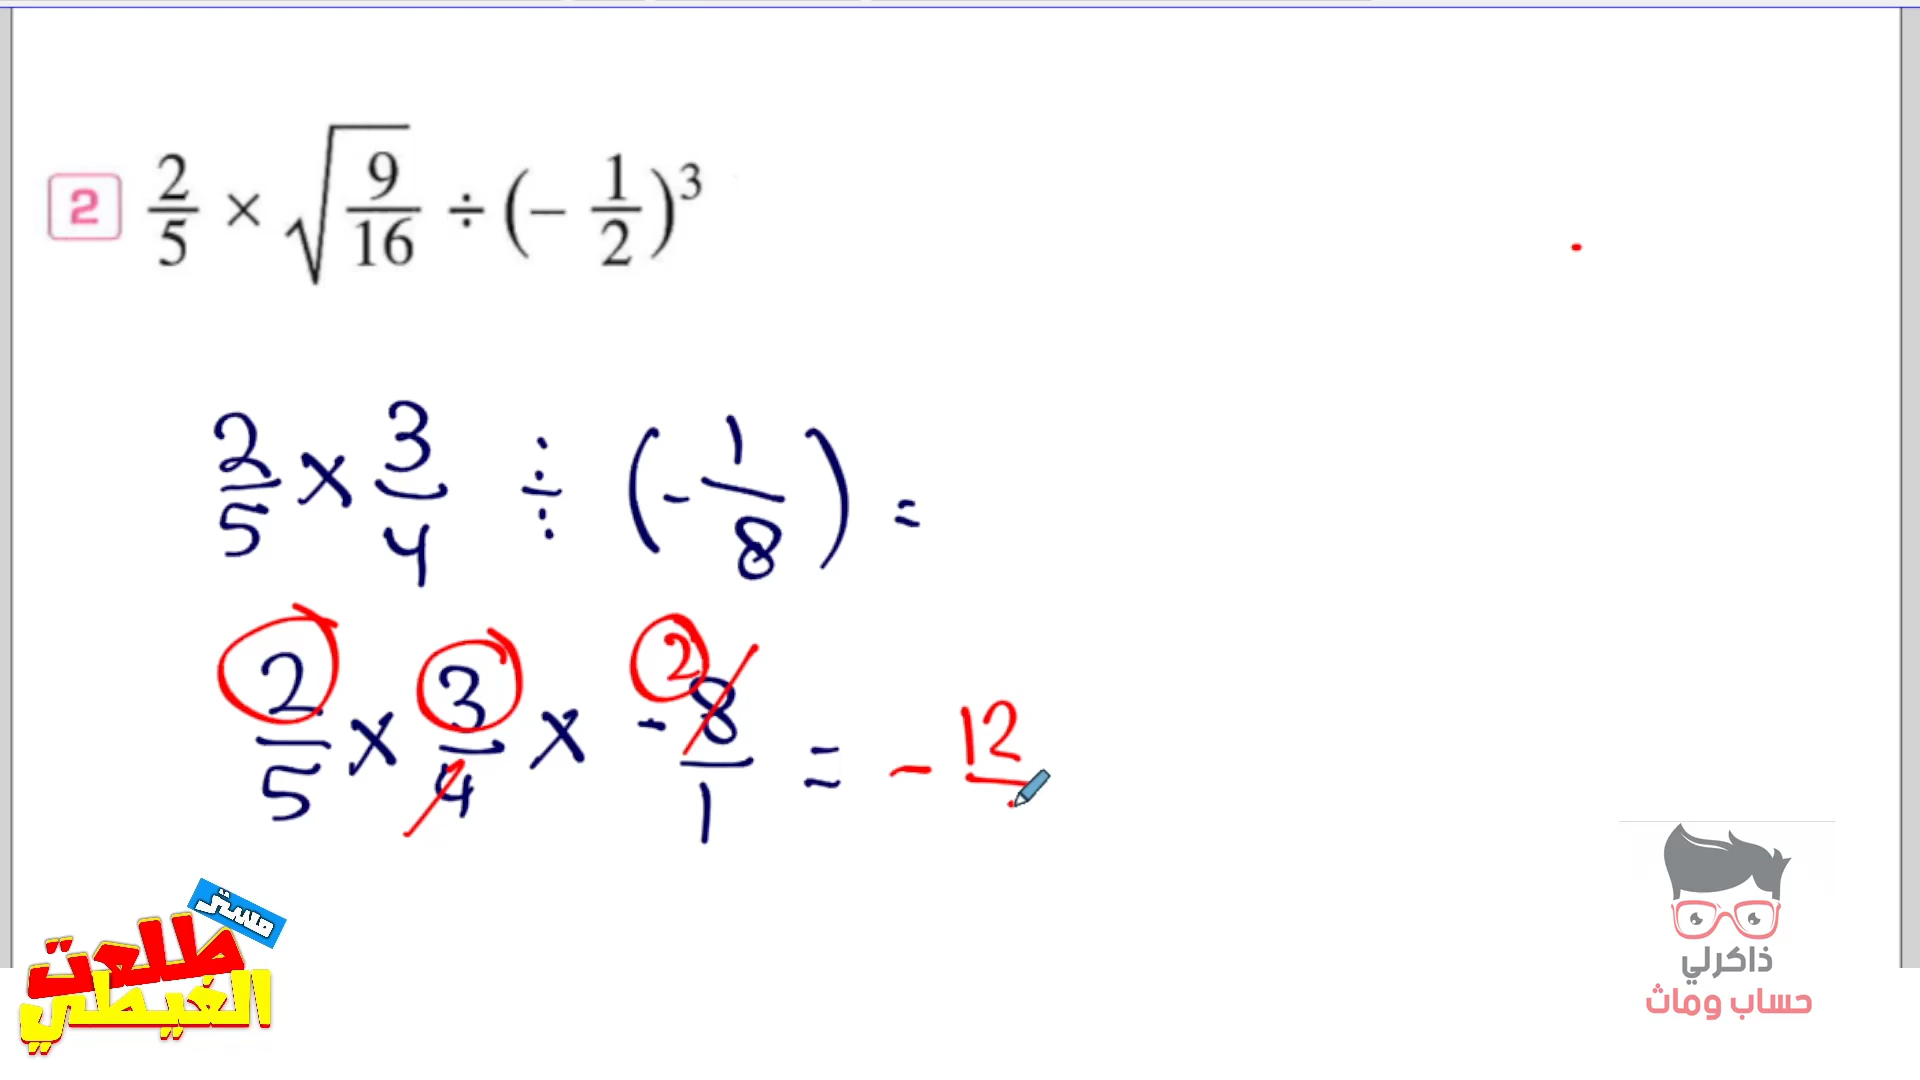 2 2/5 × √(9/16) ÷ (- 1/2)³
2/5 × 3/4 ÷ (- 1/8) =
2/5 × 3/4 × - 8/1 = - 12
2
مستر
طلعت
الغيطي
ذاكرلي
حساب وماث